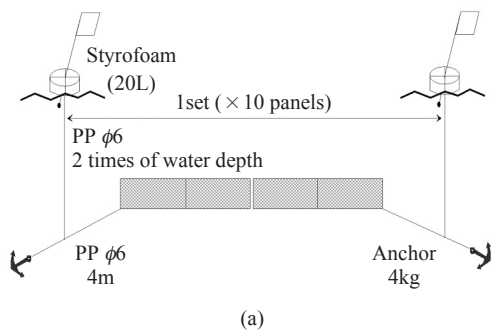 Styrofoam
(20L)
1set (×10 panels)
PP ϕ6
2 times of water depth
PP ϕ6
4m
Anchor
4kg
(a)